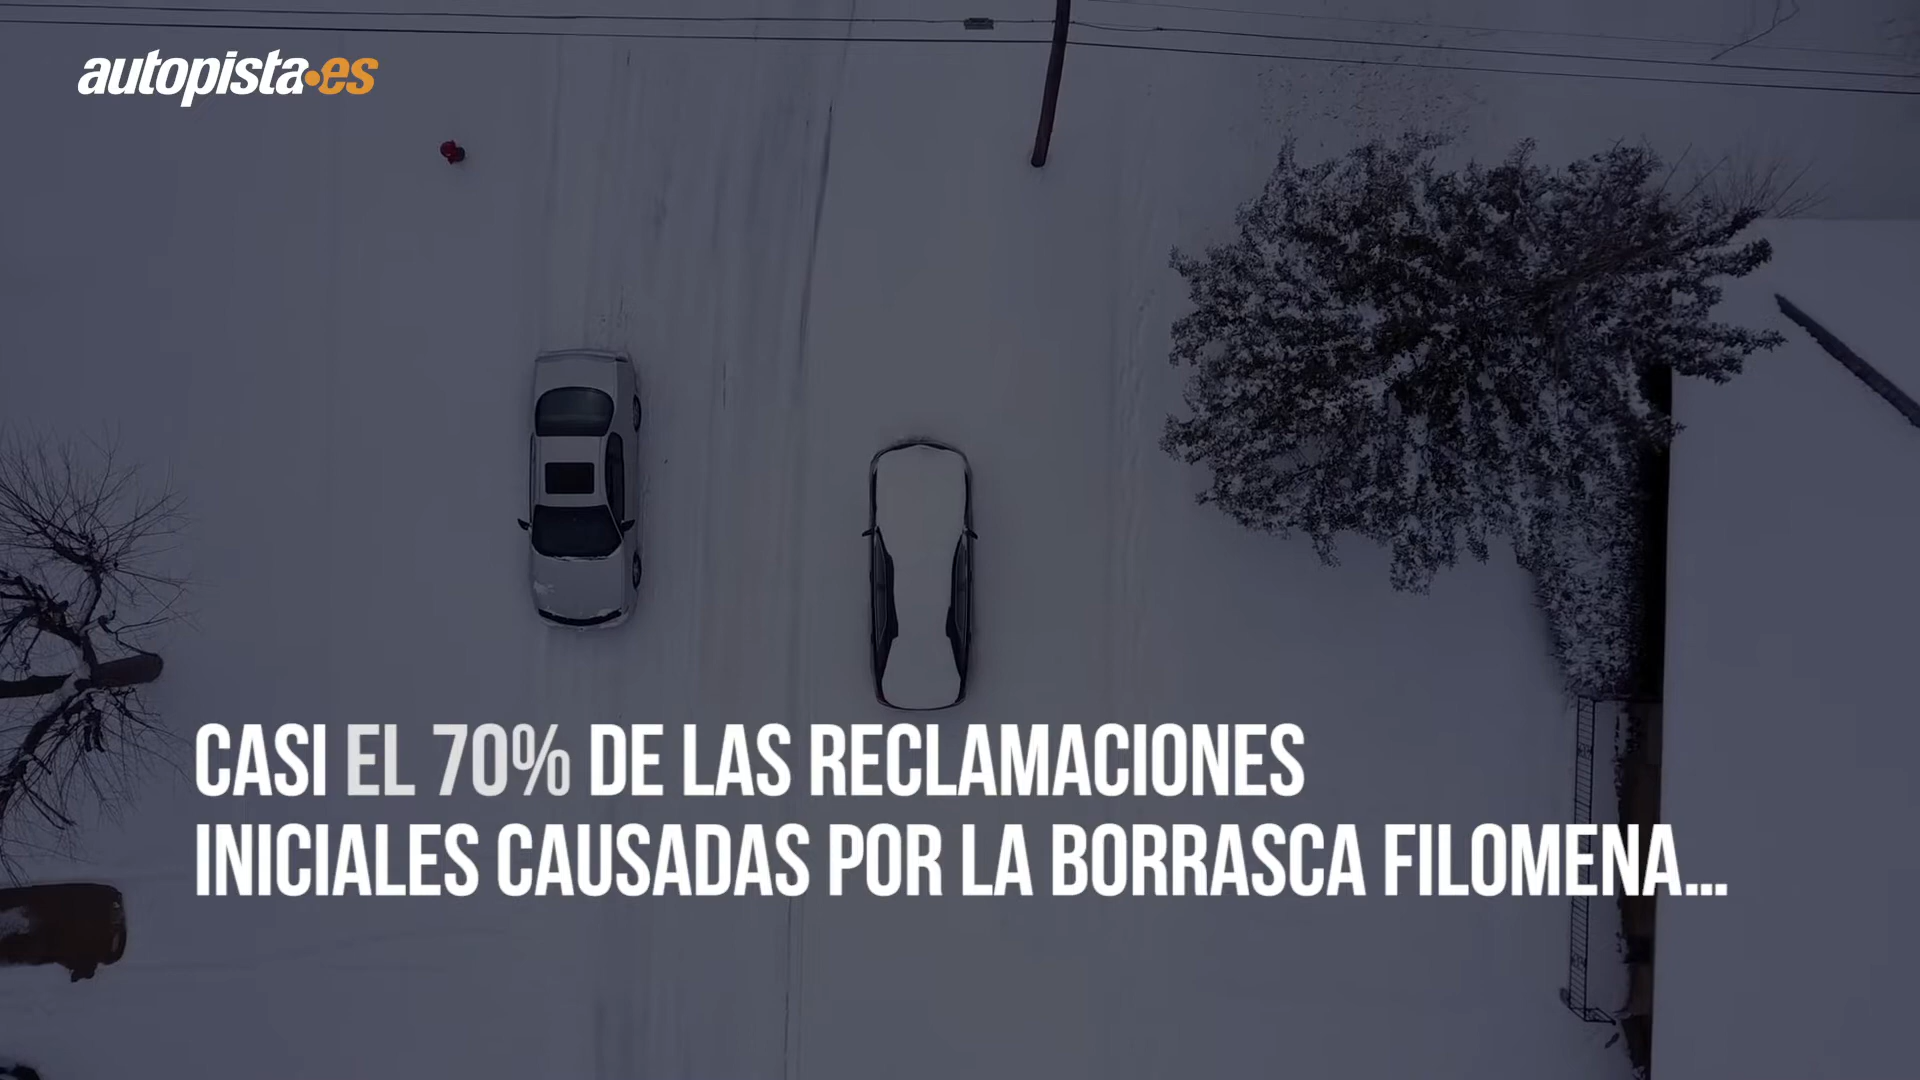 autopista.es
CASI EL 70% DE LAS RECLAMACIONES
INICIALES CAUSADAS POR LA BORRASCA FILOMENA...